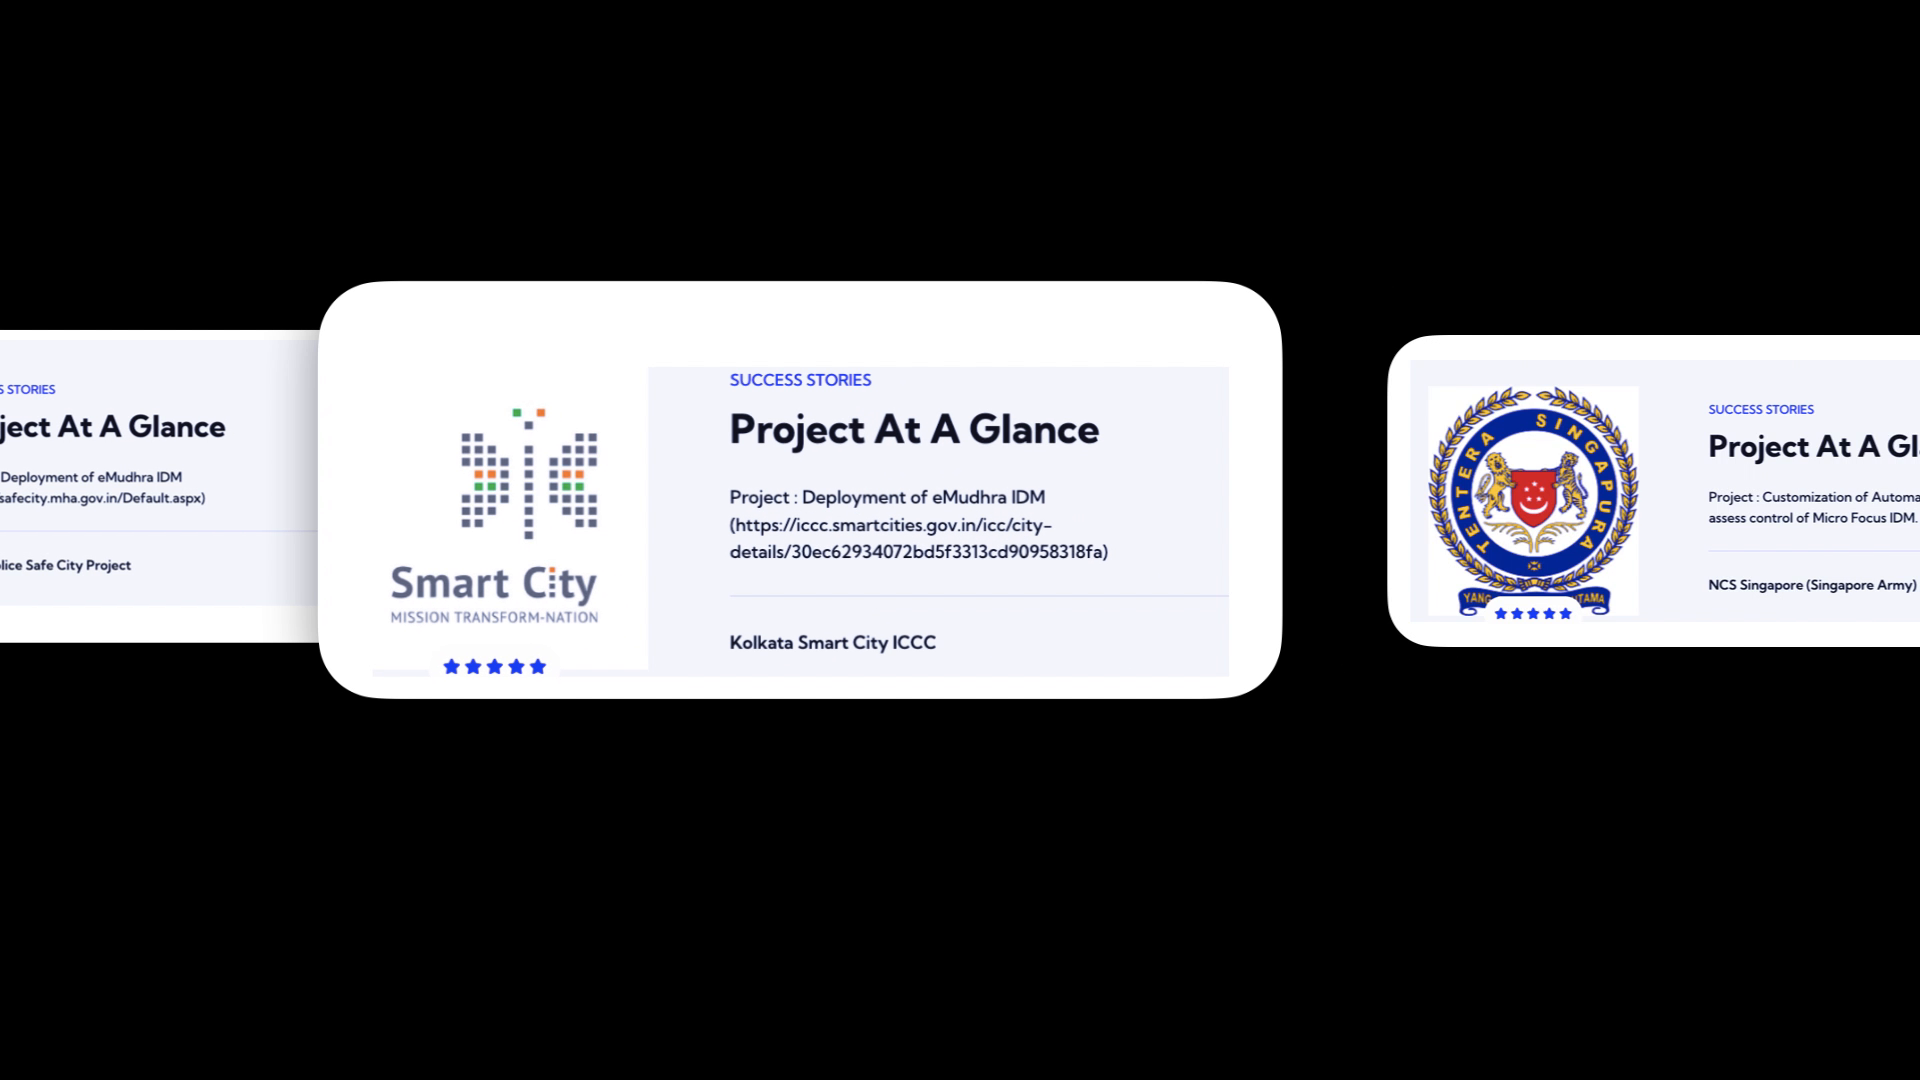 S STORIES
ject At A Glance
Deployment of eMudhra IDM
safecity.mha.gov.in/Default.aspx)
lice Safe City Project
Smart City
MISSION TRANSFORM-NATION
SUCCESS STORIES
Project At A Glance
Project : Deployment of eMudhra IDM
(https://iccc.smartcities.gov.in/icc/city-
details/30ec62934072bd5f3313cd90958318fa)
Kolkata Smart City ICCC
TENTERA SINGAPURA
YANG UTAMA
SUCCESS STORIES
Project At A Gl
Project : Customization of Automa
assess control of Micro Focus IDM.
NCS Singapore (Singapore Army)